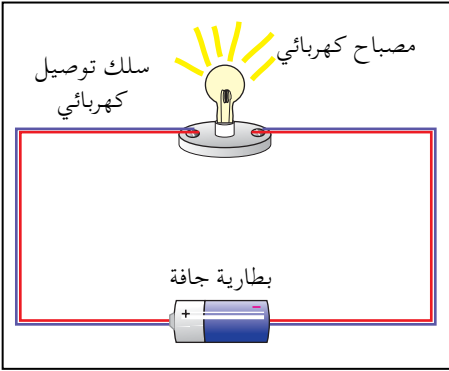 مصباح كهربائي
سلك توصيل
كهربائي
بطارية جافة
+ -